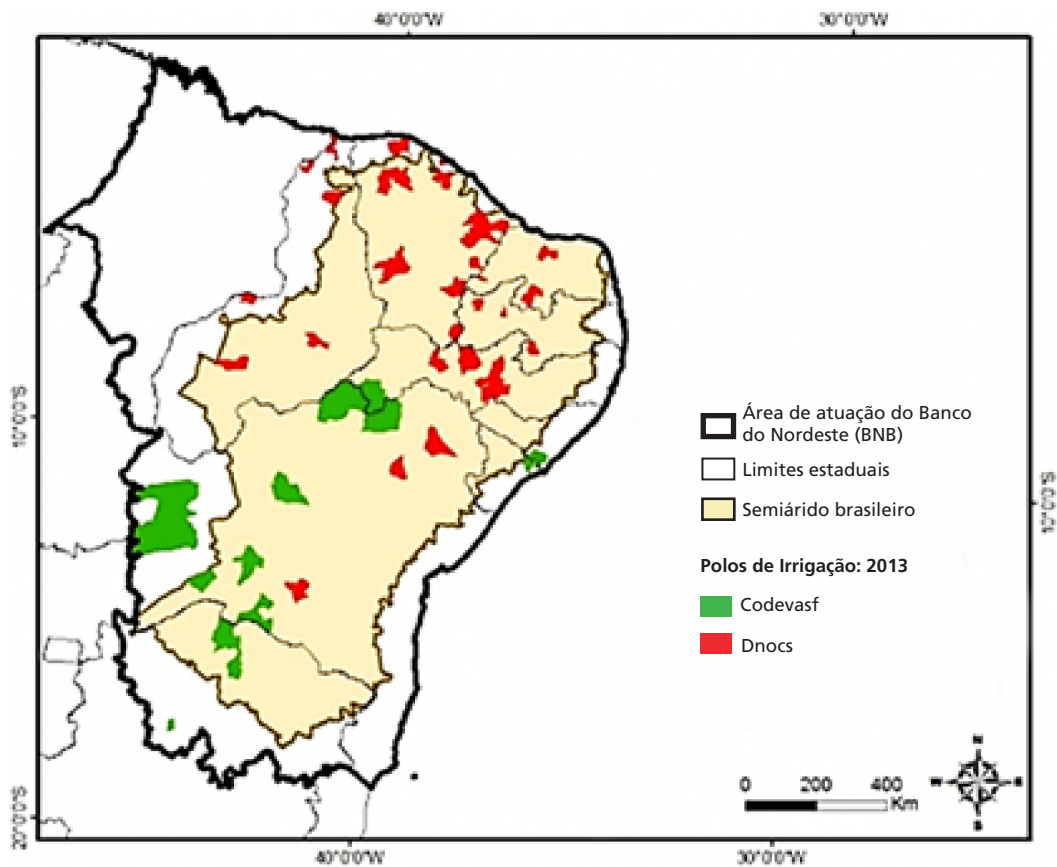 40°0'0"W
30°0'0"W
10°0'0"S
20°0'0"S
10°0'0"S
40°0'0"W
30°0'0"W
Área de atuação do Banco
do Nordeste (BNB)
Limites estaduais
Semiárido brasileiro
Polos de Irrigação: 2013
Codevasf
Dnocs
0 200 400
Km
N
W
E
S